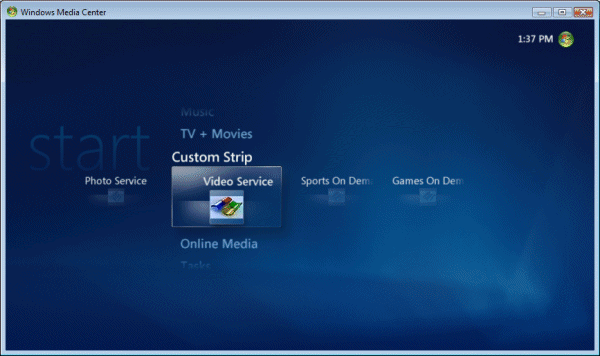 Windows Media Center
1:37 PM
start
Music
TV + Movies
Custom Strip
Photo Service
Video Service
Sports On Dem
Games On Dem
Online Media
Tasks